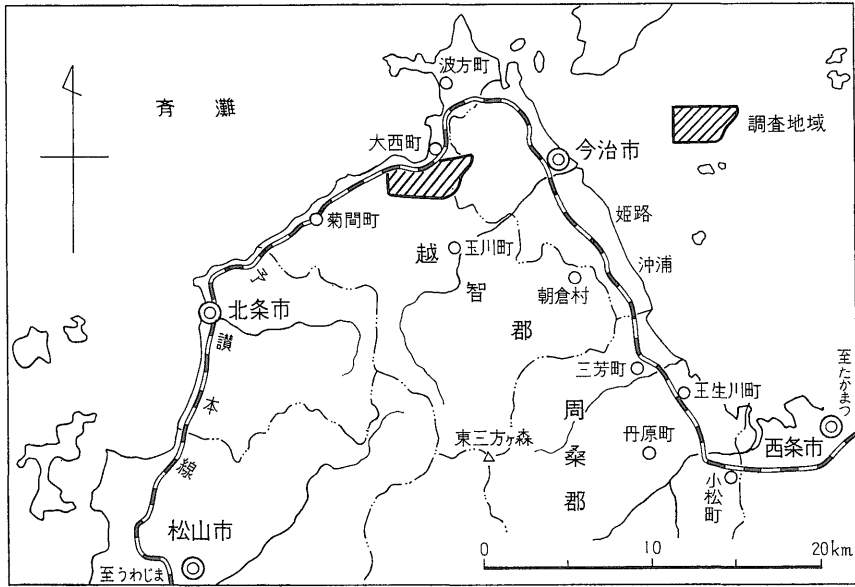 波方町
斉灘
大西町
今治市
調査地域
菊間町
姫路
越智郡
玉川町
沖浦
朝倉村
北条市
予讃本線
三芳町
至たかまつ
壬生川町
周桑郡
東三方ヶ森
丹原町
西条市
小松町
松山市
至うわじま
0 10 20km